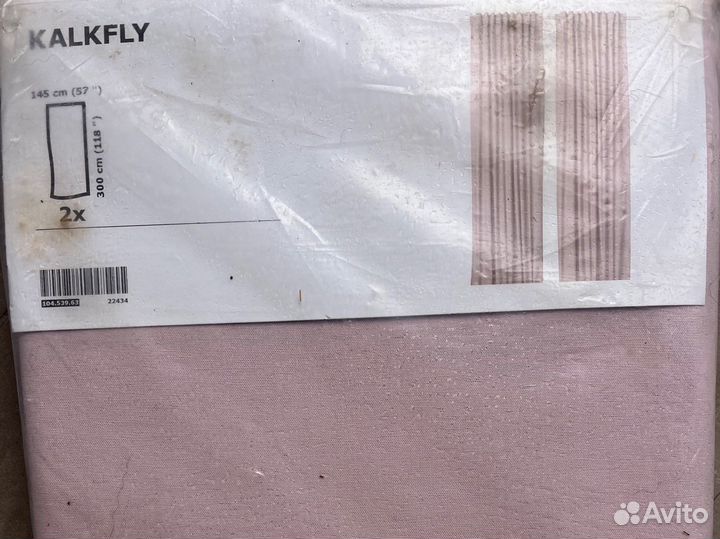 KALKFLY
145 cm (57 ")
300 cm (118 ")
2x
104.539.63 22434
Avito